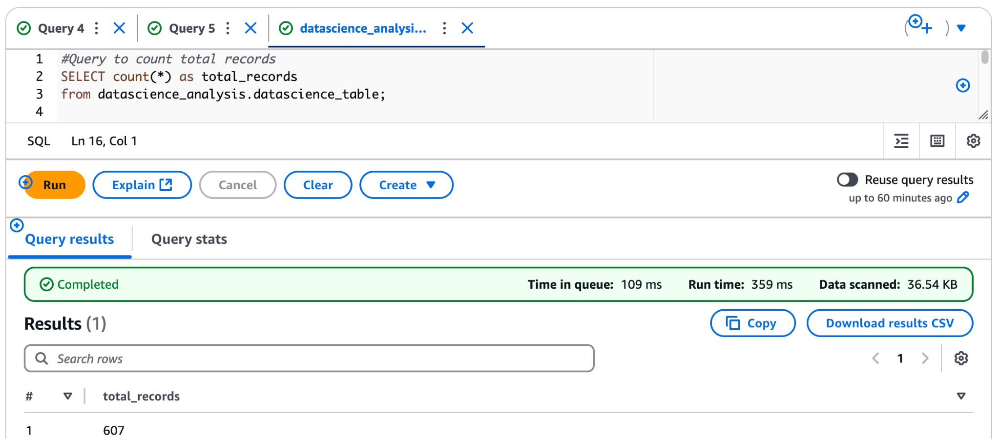 Query 4
Query 5
datascience_analysi...
1 #Query to count total records
2 SELECT count(*) as total_records
3 from datascience_analysis.datascience_table;
4
SQL Ln 16, Col 1
Run Explain Cancel Clear Create
Reuse query results
up to 60 minutes ago
Query results Query stats
Completed Time in queue: 109 ms Run time: 359 ms Data scanned: 36.54 KB
Results (1) Copy Download results CSV
Search rows 1
# total_records
1 607